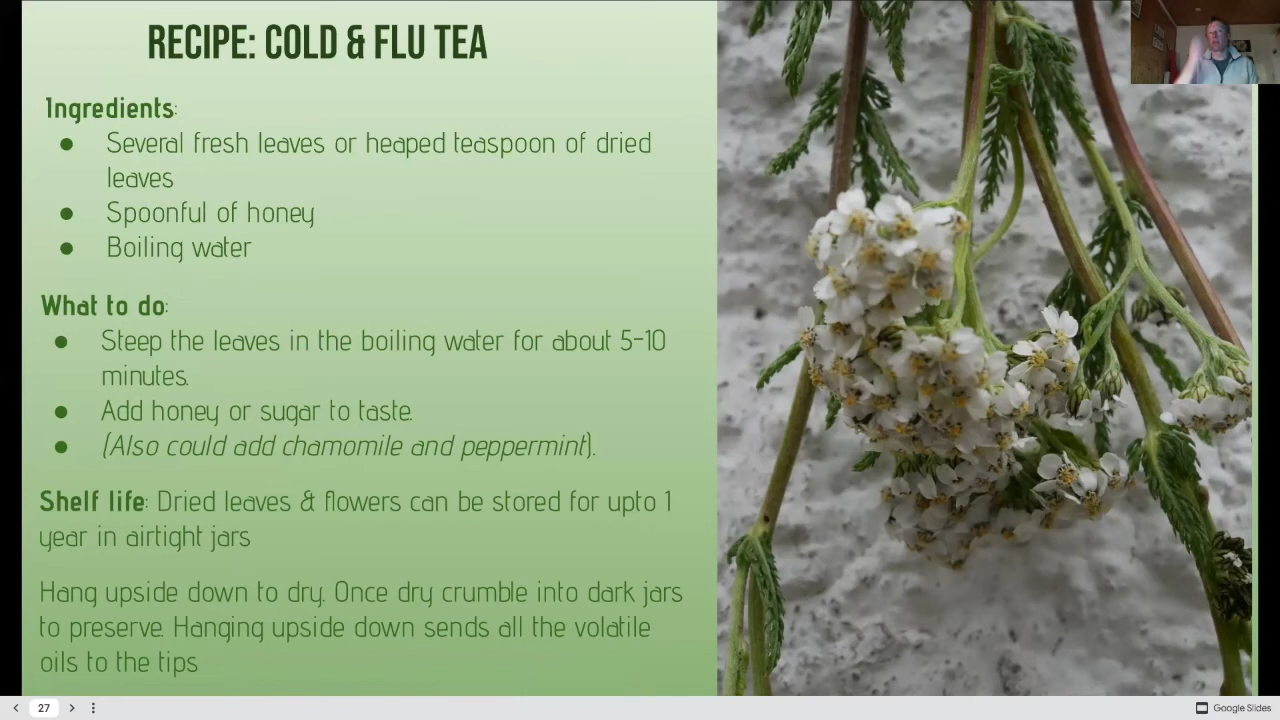 RECIPE: COLD & FLU TEA
Ingredients:
● Several fresh leaves or heaped teaspoon of dried
leaves
● Spoonful of honey
● Boiling water
What to do:
● Steep the leaves in the boiling water for about 5-10
minutes.
● Add honey or sugar to taste.
● (Also could add chamomile and peppermint).
Shelf life: Dried leaves & flowers can be stored for upto 1
year in airtight jars
Hang upside down to dry. Once dry crumble into dark jars
to preserve. Hanging upside down sends all the volatile
oils to the tips
27
Google Slides